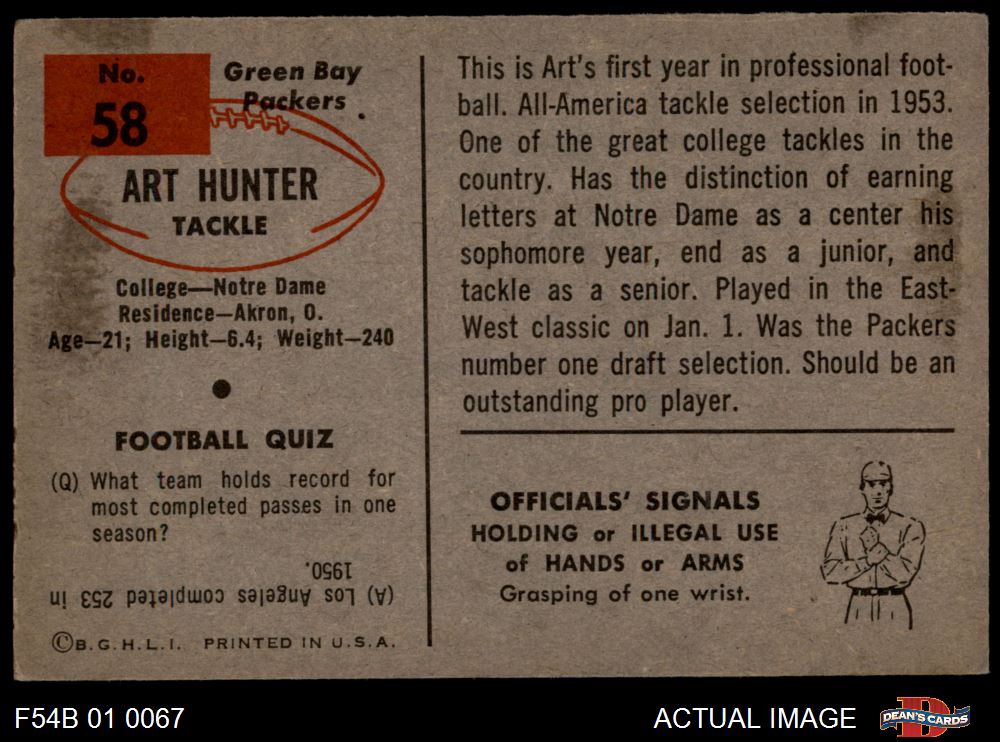 No.
58
Green Bay
Packers
ART HUNTER
TACKLE
College—Notre Dame
Residence—Akron, O.
Age—21; Height—6.4; Weight—240
FOOTBALL QUIZ
(Q) What team holds record for
most completed passes in one
season?
(A) Los Angeles completed 253 in
1950.
©B.G.H.L.I. PRINTED IN U.S.A.
This is Art's first year in professional foot-
ball. All-America tackle selection in 1953.
One of the great college tackles in the
country. Has the distinction of earning
letters at Notre Dame as a center his
sophomore year, end as a junior, and
tackle as a senior. Played in the East-
West classic on Jan. 1. Was the Packers
number one draft selection. Should be an
outstanding pro player.
OFFICIALS' SIGNALS
HOLDING or ILLEGAL USE
of HANDS or ARMS
Grasping of one wrist.
F54B 01 0067
ACTUAL IMAGE
D
DEAN'S CARDS